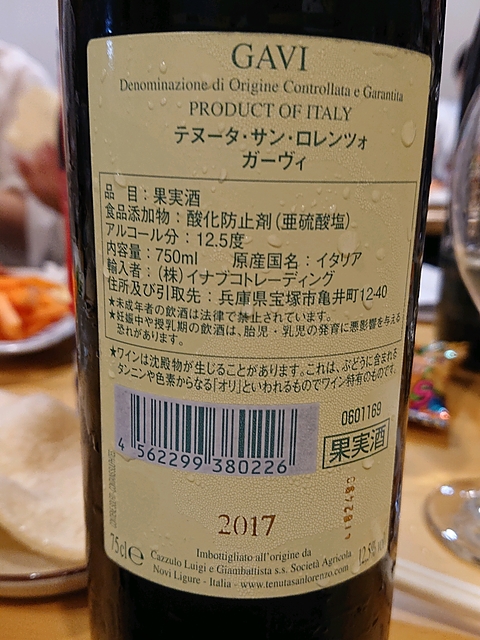 GAVI
Denominazione di Origine Controllata e Garantita
PRODUCT OF ITALY
テヌータ・サン・ロレンツォ
ガーヴィ
品　目：果実酒
食品添加物：酸化防止剤（亜硫酸塩）
アルコール分：12.5度
内容量：750ml　原産国名：イタリア
輸入者：（株）イナブコトレーディング
住所及び引取先：兵庫県宝塚市亀井町12-40
★未成年者の飲酒は法律で禁止されています。
★妊娠中や授乳期の飲酒は、胎児・乳児の発育に悪影響を与える
恐れがあります。
★ワインは沈殿物が生じることがあります。これは、ぶどうに含まれる
タンニンや色素からなる「オリ」といわれるものでワイン特有のものです。
0601169
果実酒
4 562299 380226
2017
75cl e
Imbottigliato all'origine da
Cazzulo Luigi e Giambattista s.s. Società Agricola
Novi Ligure - Italia - www.tenutasanlorenzo.com
12,5% vol